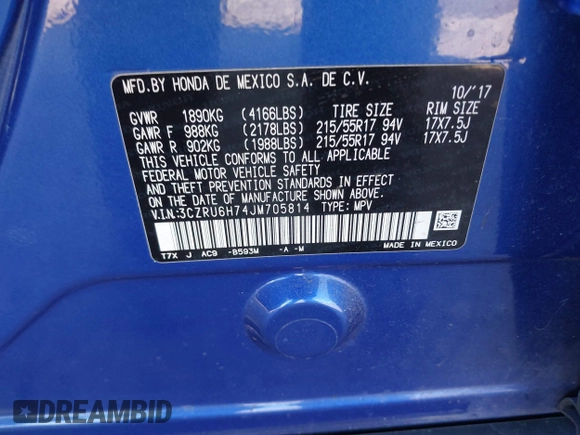 MFD.BY HONDA DE MEXICO S.A. DE C.V.
10/'17
GVWR 1890KG (4166LBS) TIRE SIZE RIM SIZE
GAWR F 988KG (2178LBS) 215/55R17 94V 17X7.5J
GAWR R 902KG (1988LBS) 215/55R17 94V 17X7.5J
THIS VEHICLE CONFORMS TO ALL APPLICABLE
FEDERAL MOTOR VEHICLE SAFETY
AND THEFT PREVENTION STANDARDS IN EFFECT
ON THE DATE OF MANUFACTURE SHOWN ABOVE.
V.I.N:3CZRU6H74JM705814 TYPE: MPV
T7X J AC9 -B593M -A -M MADE IN MEXICO
DREAMBID